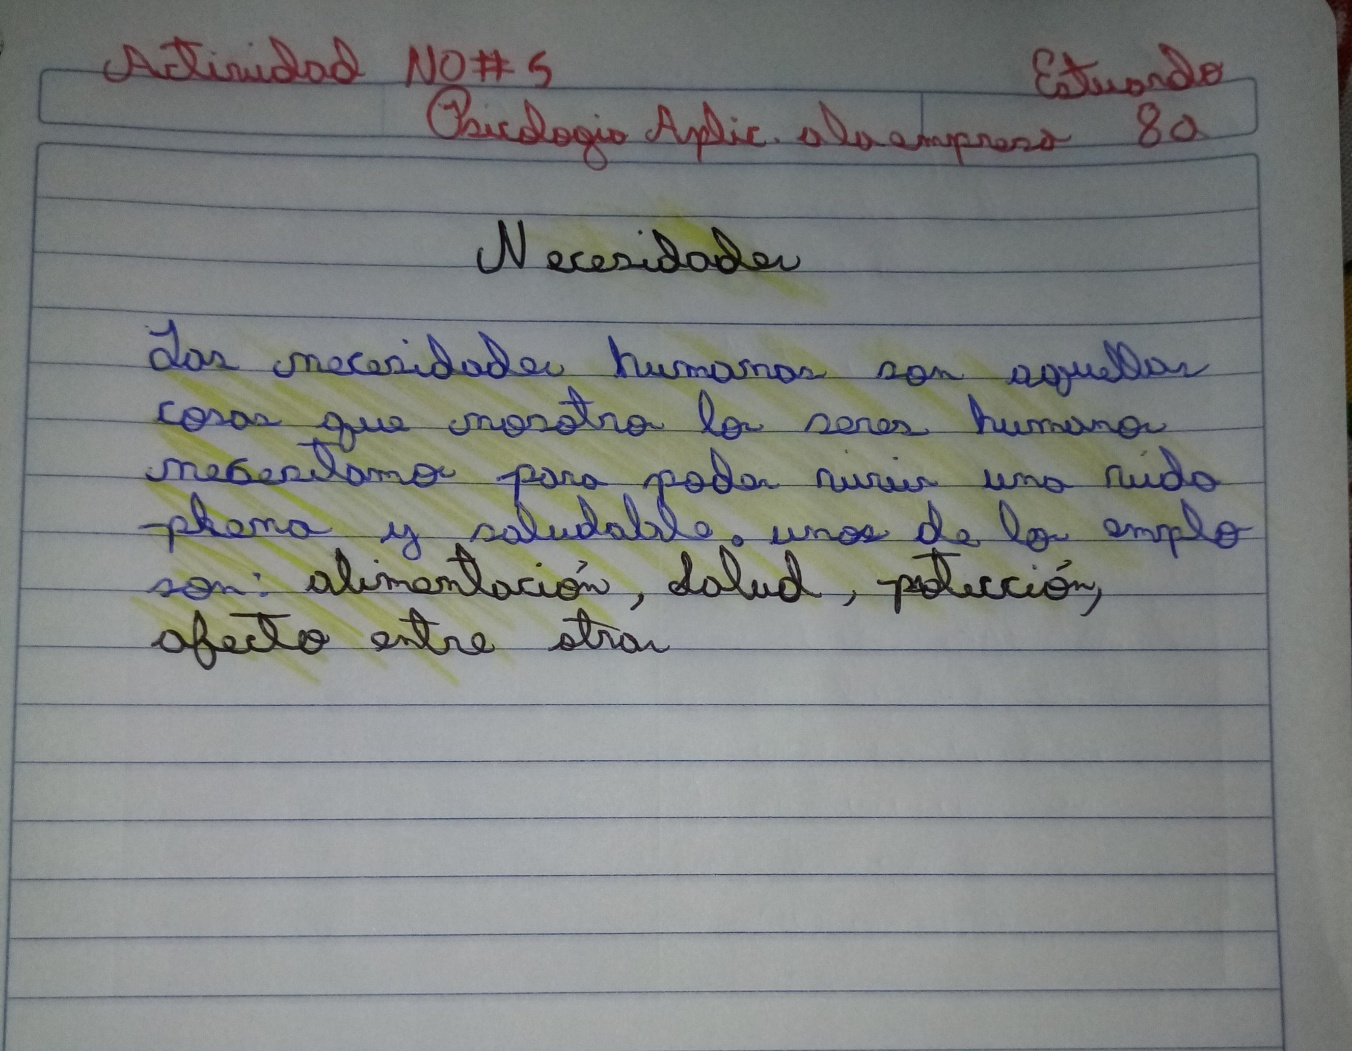 Actividad NO# 5
Estuardo
Psicologia Aplic. a la empresa 8a
Necesidades
Las necesidades humanas son aquellas
cosas que nosotro los seres humanos
necesitamos para poder vivir una vida
plena y saludable. unos de los emplo
son: alimentación, salud, potección,
afecto entre otras